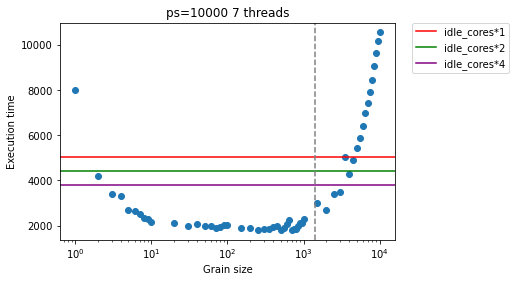 ps=10000 7 threads
idle_cores*1
idle_cores*2
idle_cores*4
Execution time
10000
8000
6000
4000
2000
10⁰
10¹
10²
10³
10⁴
Grain size